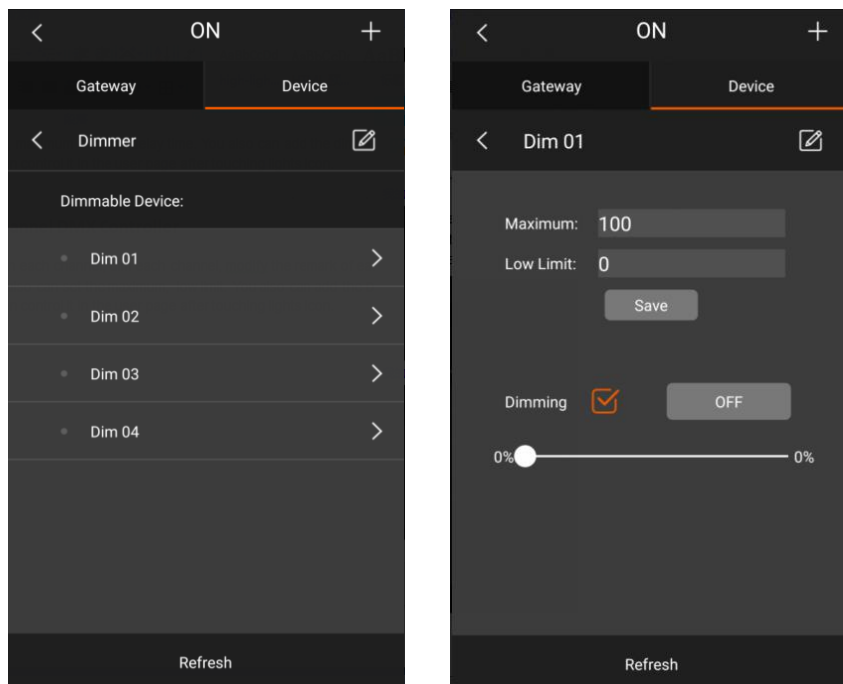 ON
Gateway Device
Dimmer
Dimmable Device:
Dim 01
Dim 02
Dim 03
Dim 04
Refresh
ON
Gateway Device
Dim 01
Maximum: 100
Low Limit: 0
Save
Dimming OFF
0% 0%
Refresh